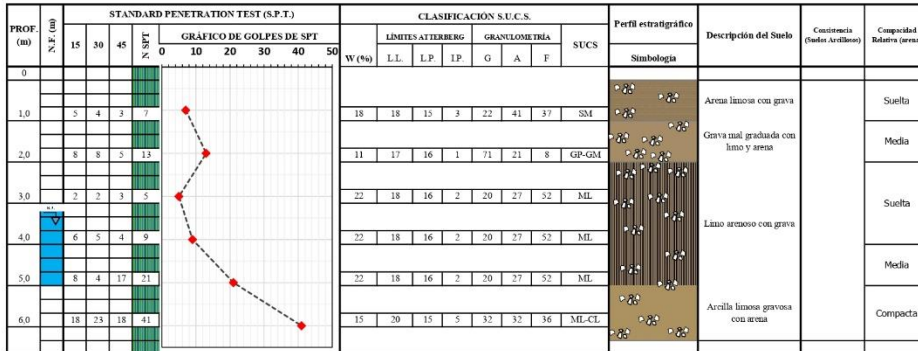 STANDARD PENETRATION TEST (S.P.T.)
CLASIFICACIÓN S.U.C.S.
PROF. (m)
N.F. (m)
15 30 45
N SPT
GRÁFICO DE GOLPES DE SPT
0 10 20 30 40 50
LÍMITES ATTERBERG
GRANULOMETRÍA
W (%) L.L. L.P. I.P. G A F
SUCS
Perfil estratigráfico
Simbología
Descripción del Suelo
Consistencia
(Suelos Arcillosos)
Compacidad
Relativa (arena
0
1,0 5 4 3 7 18 18 15 3 22 41 37 SM
Arena limosa con grava
Suelta
2,0 8 8 5 13 11 17 16 1 71 21 8 GP-GM
Grava mal graduada con
limo y arena
Media
3,0 2 2 3 5 22 18 16 2 20 27 52 ML
Suelta
Limo arenoso con grava
4,0 6 5 4 9 22 18 16 2 20 27 52 ML
Media
5,0 8 4 17 21 22 18 16 2 20 27 52 ML
Arcilla limosa gravosa
con arena
Compacta
6,0 18 23 18 41 15 20 15 5 32 32 36 ML-CL